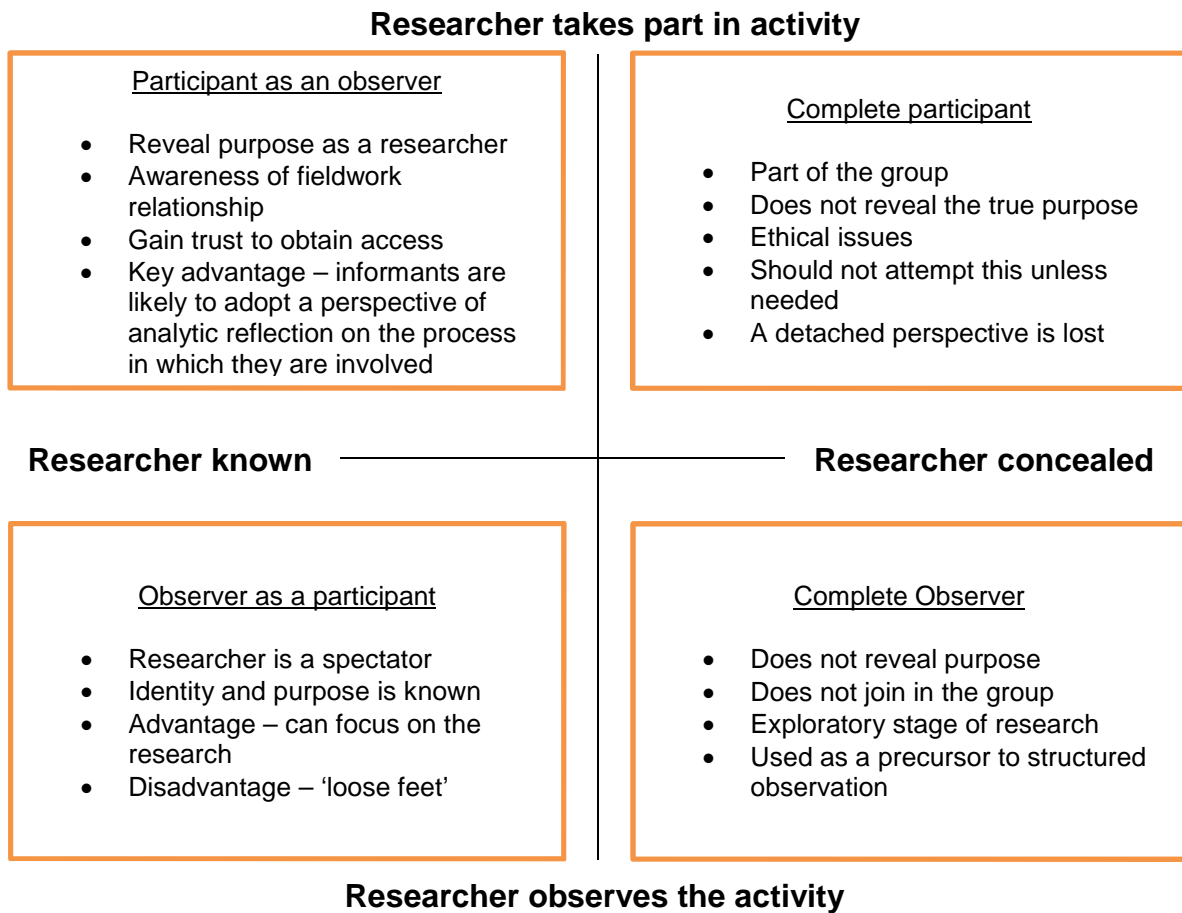 Researcher takes part in activity
Participant as an observer
• Reveal purpose as a researcher
• Awareness of fieldwork
relationship
• Gain trust to obtain access
• Key advantage – informants are
likely to adopt a perspective of
analytic reflection on the process
in which they are involved
Complete participant
• Part of the group
• Does not reveal the true purpose
• Ethical issues
• Should not attempt this unless
needed
• A detached perspective is lost
Researcher known
Researcher concealed
Observer as a participant
• Researcher is a spectator
• Identity and purpose is known
• Advantage – can focus on the
research
• Disadvantage – ‘loose feet’
Complete Observer
• Does not reveal purpose
• Does not join in the group
• Exploratory stage of research
• Used as a precursor to structured
observation
Researcher observes the activity